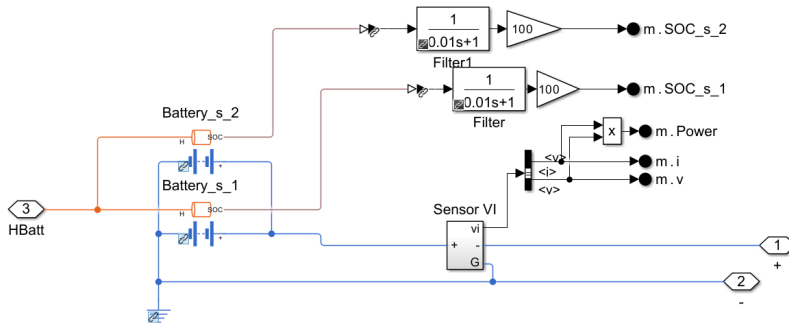 1
0.01s+1
100
m.SOC_s_2
Filter1
1
0.01s+1
100
m.SOC_s_1
Filter
Battery_s_2
SOC
H
+
x
m.Power
<v>
m.i
<i>
m.v
<v>
Battery_s_1
SOC
H
+
3
HBatt
Sensor VI
vi
+
-
G
1
+
2
-